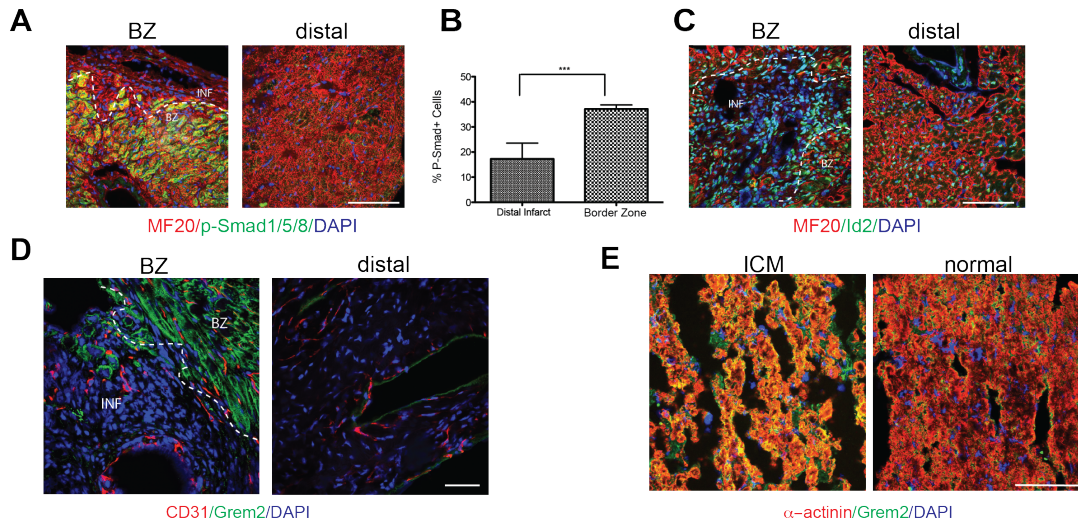 A
BZ
distal
INF
BZ
MF20/p-Smad1/5/8/DAPI
B
***
% P-Smad+ Cellls
50
40
30
20
10
0
Distal Infarct
Border Zone
C
BZ
distal
INF
BZ
MF20/Id2/DAPI
D
BZ
distal
BZ
INF
CD31/Grem2/DAPI
E
ICM
normal
α–actinin/Grem2/DAPI